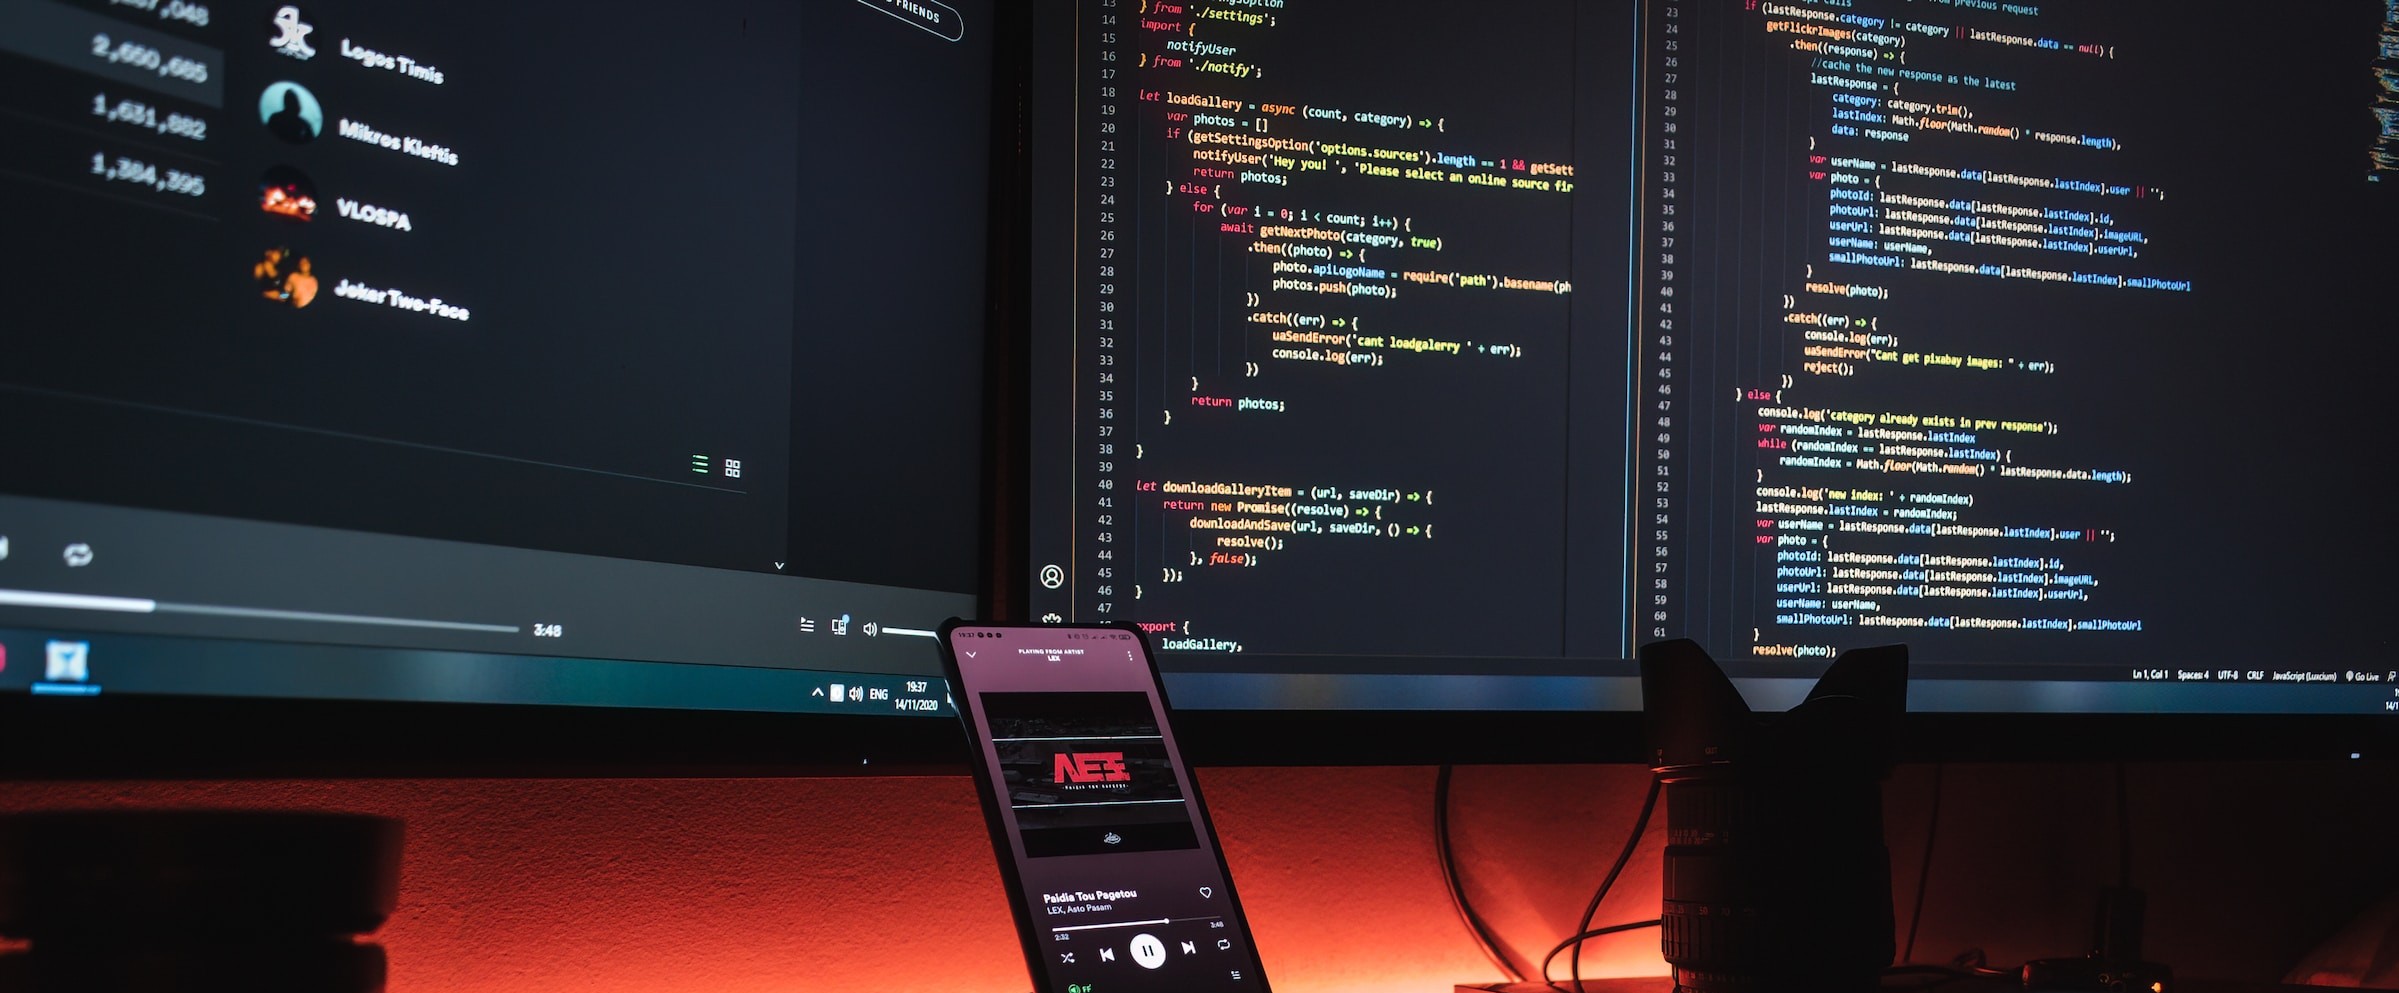 FRIENDS
2,650,685
1,631,882
1,384,395
Logos Timis
Mikros Kleftis
VLOSPA
Joker Two-Face
3:48
ENG
19:37
14/11/2020
13
14 } from './settings';
15 import {
16 notifyUser
17 } from './notify';
18
19 let loadGallery = async (count, category) => {
20 var photos = []
21 if (getSettingsOption('options.sources').length == 1 && getSett
22 notifyUser('Hey you! ', 'Please select an online source fir
23 return photos;
24 } else {
25 for (var i = 0; i < count; i++) {
26 await getNextPhoto(category, true)
27 .then((photo) => {
28 photo.apiLogoName = require('path').basename(ph
29 photos.push(photo);
30 })
31 .catch((err) => {
32 uaSendError('cant loadgalerry ' + err);
33 console.log(err);
34 })
35 }
36 return photos;
37 }
38 }
39
40 let downloadGalleryItem = (url, saveDir) => {
41 return new Promise((resolve) => {
42 downloadAndSave(url, saveDir, () => {
43 resolve();
44 }, false);
45 });
46 }
47
export {
loadGallery,
previous request
23 if (lastResponse.category != category || lastResponse.data == null) {
24 getFlickrImages(category)
25 .then((response) => {
26 //cache the new response as the latest
27 lastResponse = {
28 category: category.trim(),
29 lastIndex: Math.floor(Math.random() * response.length),
30 data: response
31 }
32 var userName = lastResponse.data[lastResponse.lastIndex].user || '';
33 var photo = {
34 photoId: lastResponse.data[lastResponse.lastIndex].id,
35 photoUrl: lastResponse.data[lastResponse.lastIndex].imageURL,
36 userUrl: lastResponse.data[lastResponse.lastIndex].userUrl,
37 userName: userName,
38 smallPhotoUrl: lastResponse.data[lastResponse.lastIndex].smallPhotoUrl
39 }
40 resolve(photo);
41 })
42 .catch((err) => {
43 console.log(err);
44 uaSendError("Cant get pixabay images: " + err);
45 reject();
46 })
47 } else {
48 console.log('category already exists in prev response');
49 var randomIndex = lastResponse.lastIndex
50 while (randomIndex == lastResponse.lastIndex) {
51 randomIndex = Math.floor(Math.random() * lastResponse.data.length);
52 }
53 console.log('new index: ' + randomIndex)
54 lastResponse.lastIndex = randomIndex;
55 var userName = lastResponse.data[lastResponse.lastIndex].user || '';
56 var photo = {
57 photoId: lastResponse.data[lastResponse.lastIndex].id,
58 photoUrl: lastResponse.data[lastResponse.lastIndex].imageURL,
59 userUrl: lastResponse.data[lastResponse.lastIndex].userUrl,
60 userName: userName,
61 smallPhotoUrl: lastResponse.data[lastResponse.lastIndex].smallPhotoUrl
}
resolve(photo);
Ln 1, Col 1 Spaces: 4 UTF-8 CRLF JavaScript (Luxcium) Go Live
19:37
PLAYING FROM ARTIST
LEX
Paidia Tou Pagetou
LEX, Asto Pasam
2:32
3:48